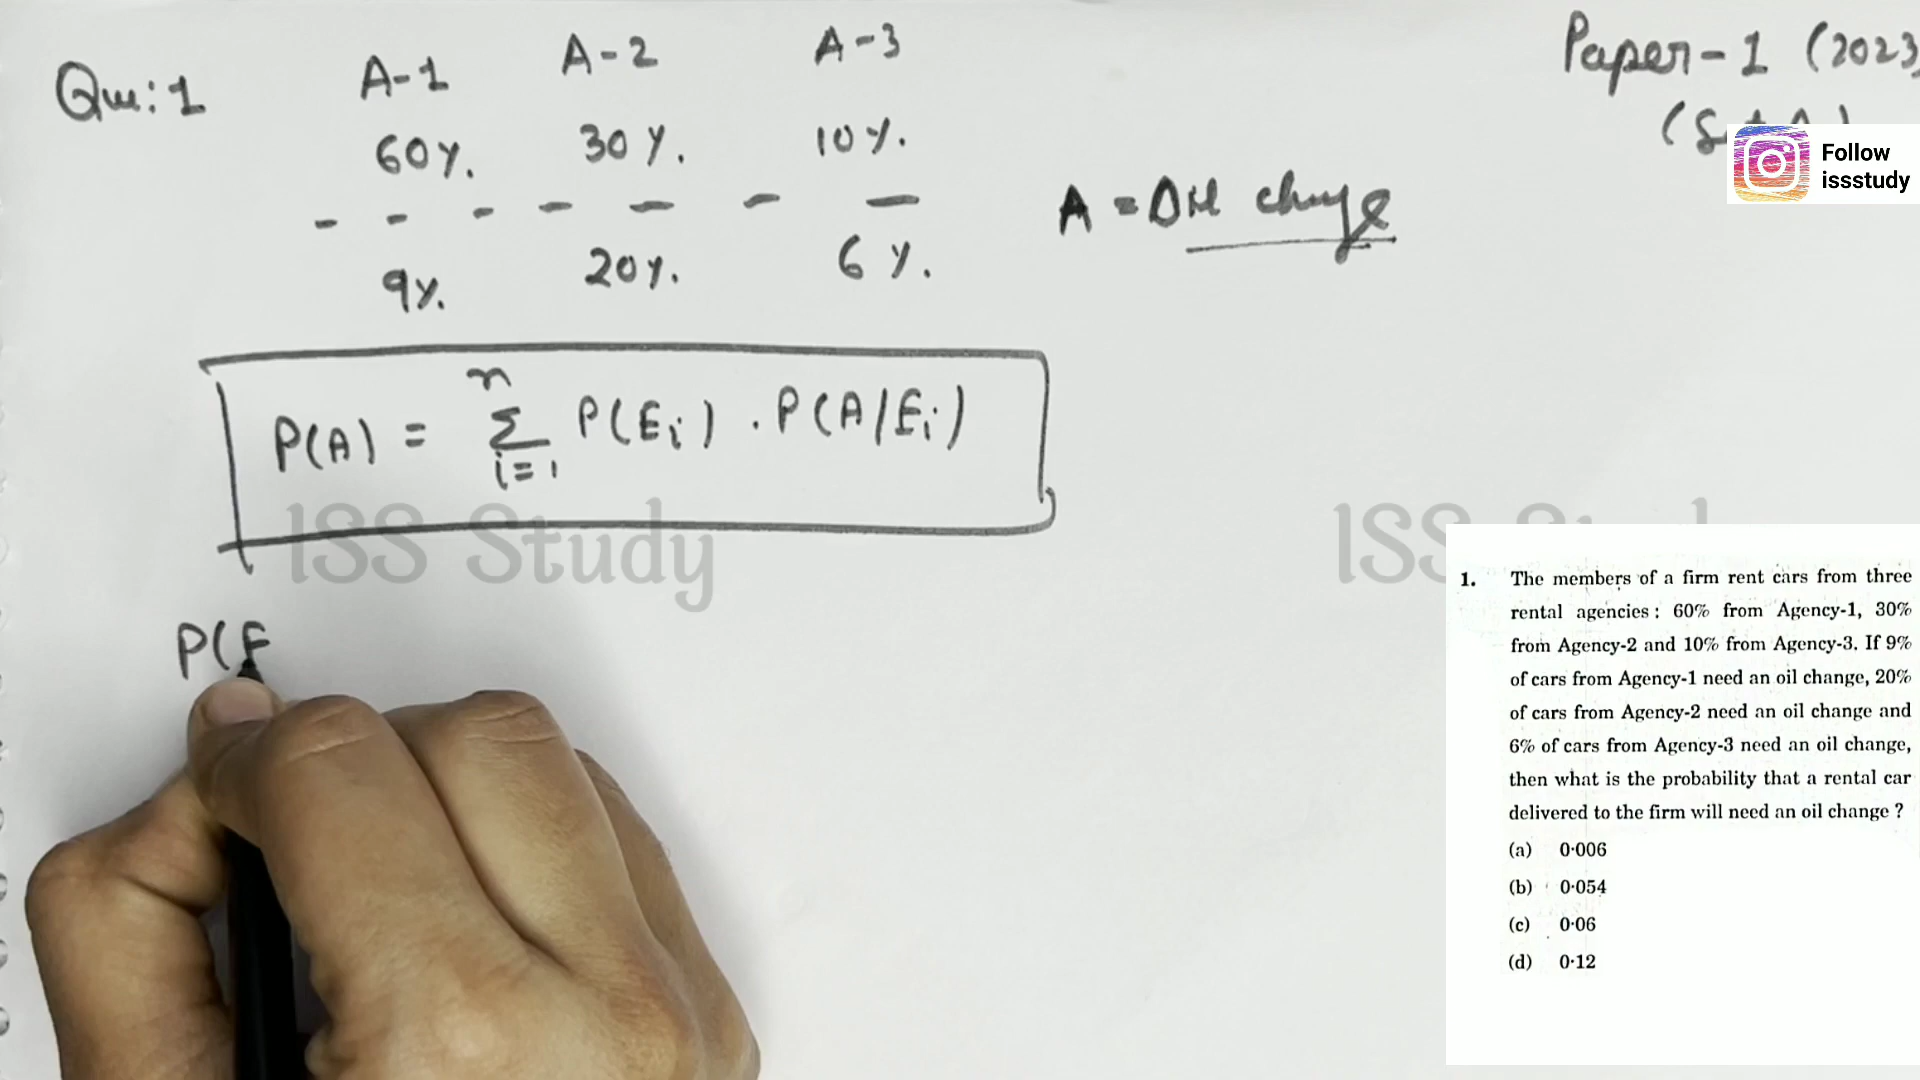 Que:1
A-1 A-2 A-3
60%. 30%. 10%.
9%. 20%. 6%.
Paper-1 (2023
Follow
issstudy
A = Oil change
P(A) = n Σ i=1 P(Ei) . P(A/Ei)
ISS Study
P(E
1. The members of a firm rent cars from three
rental agencies : 60% from Agency-1, 30%
from Agency-2 and 10% from Agency-3. If 9%
of cars from Agency-1 need an oil change, 20%
of cars from Agency-2 need an oil change and
6% of cars from Agency-3 need an oil change,
then what is the probability that a rental car
delivered to the firm will need an oil change ?
(a) 0·006
(b) 0·054
(c) 0·06
(d) 0·12